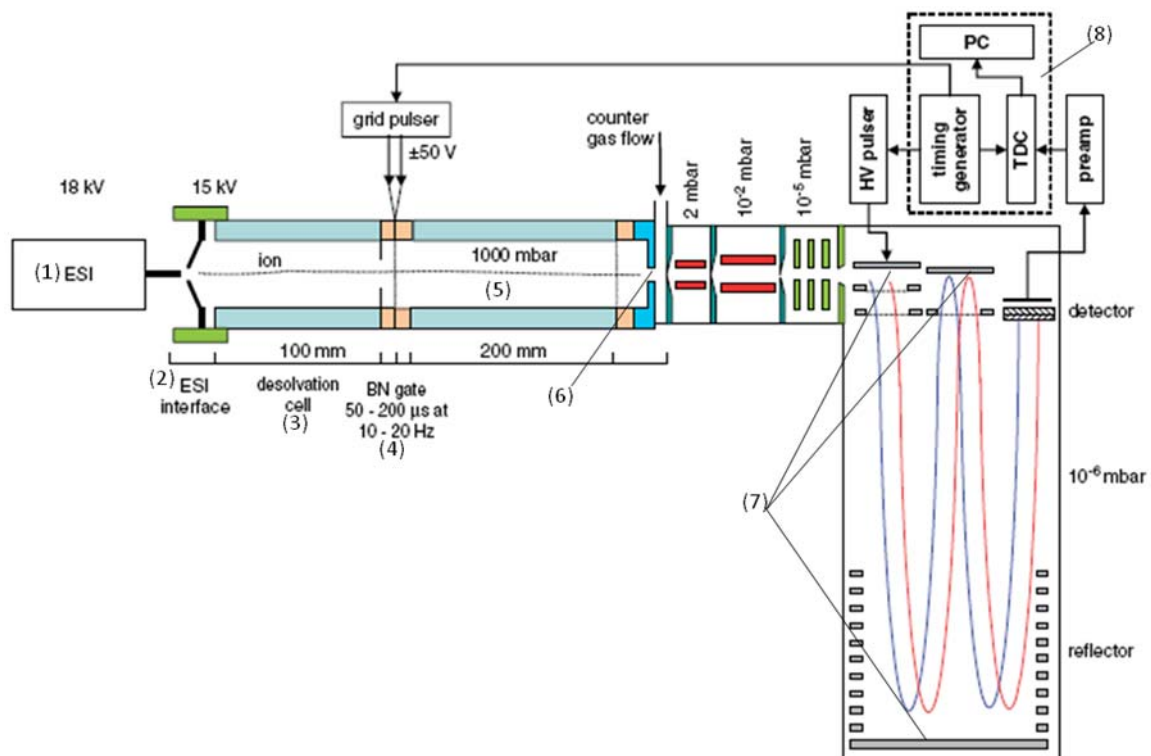 PC
(8)
grid pulser
±50 V
counter
gas flow
HV pulser
timing
generator
TDC
preamp
2 mbar
10⁻² mbar
10⁻⁵ mbar
18 kV
15 kV
(1) ESI
ion
1000 mbar
(5)
(6)
detector
100 mm
200 mm
(2) ESI
interface
desolvation
cell
(3)
BN gate
50 - 200 µs at
10 - 20 Hz
(4)
(7)
10⁻⁶ mbar
reflector